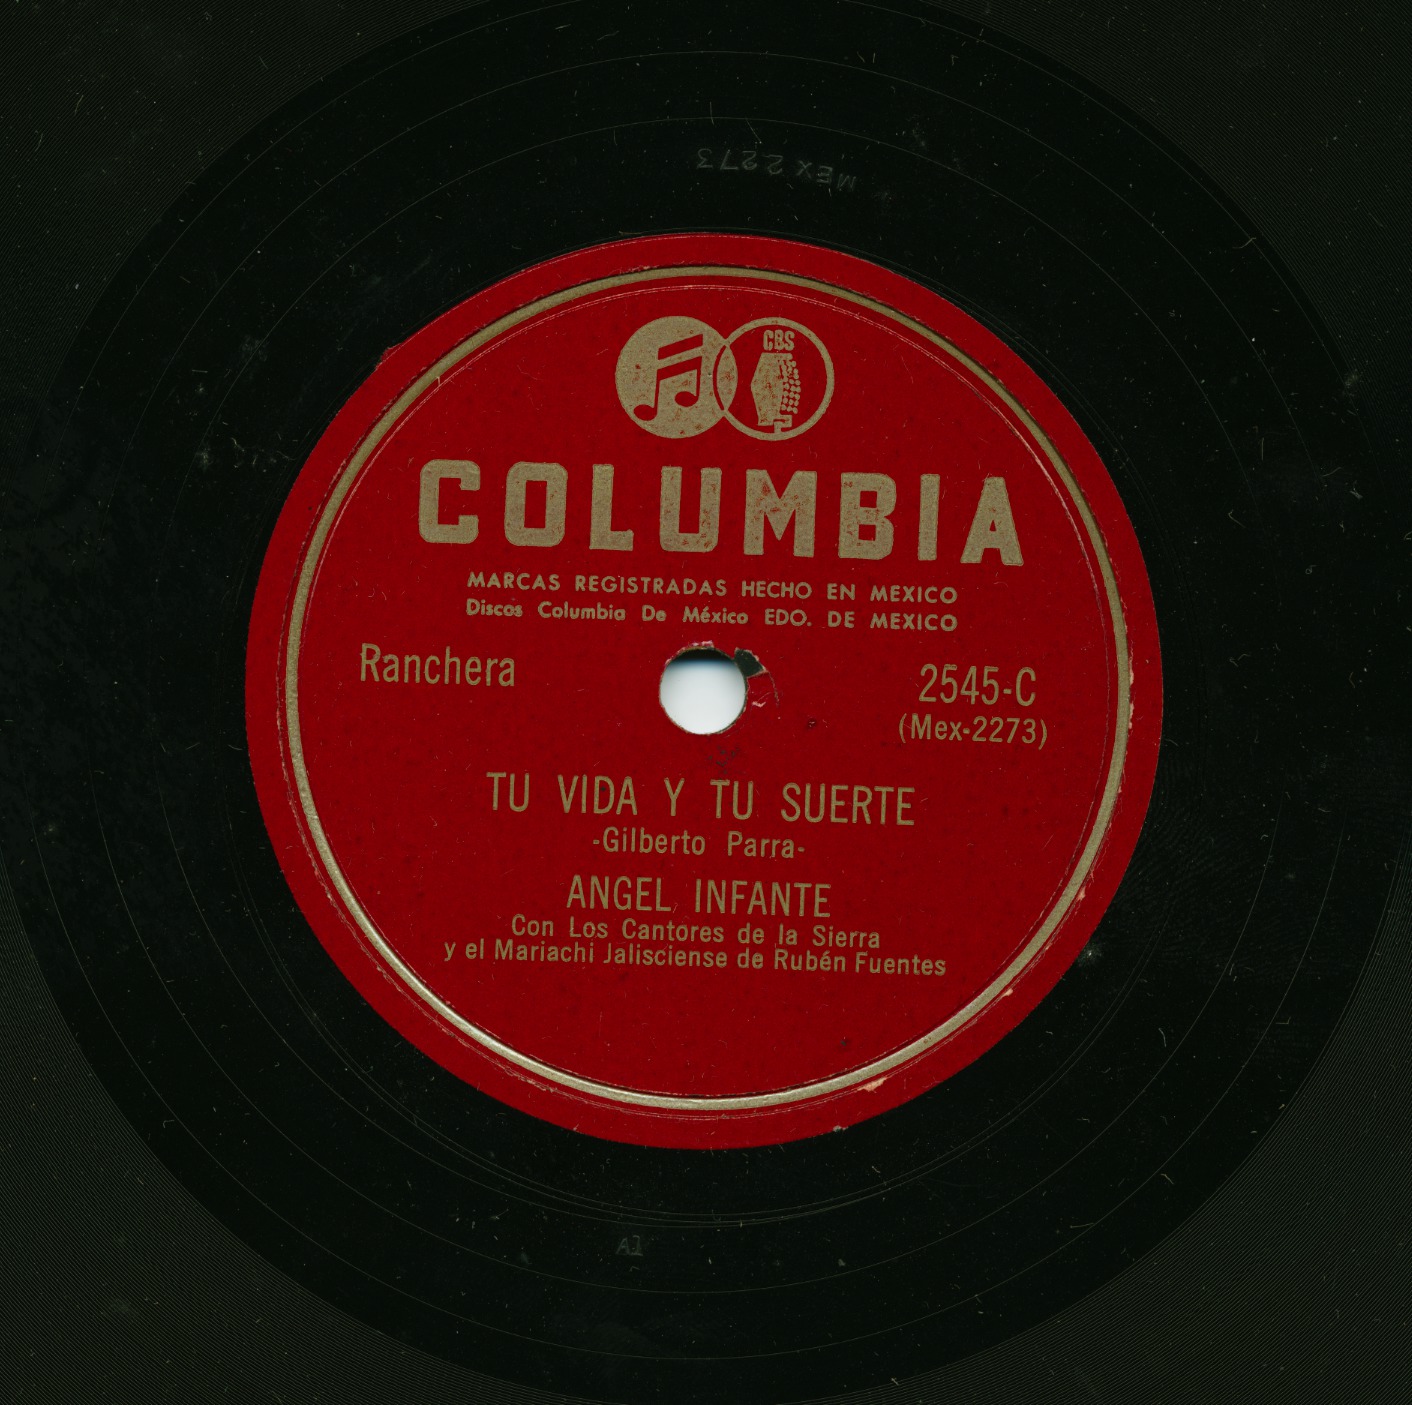 MEX 2273
CBS
COLUMBIA
MARCAS REGISTRADAS HECHO EN MEXICO
Discos Columbia De México EDO. DE MEXICO
Ranchera
2545-C
(Mex-2273)
TU VIDA Y TU SUERTE
-Gilberto Parra-
ANGEL INFANTE
Con Los Cantores de la Sierra
y el Mariachi Jalisciense de Rubén Fuentes
A1